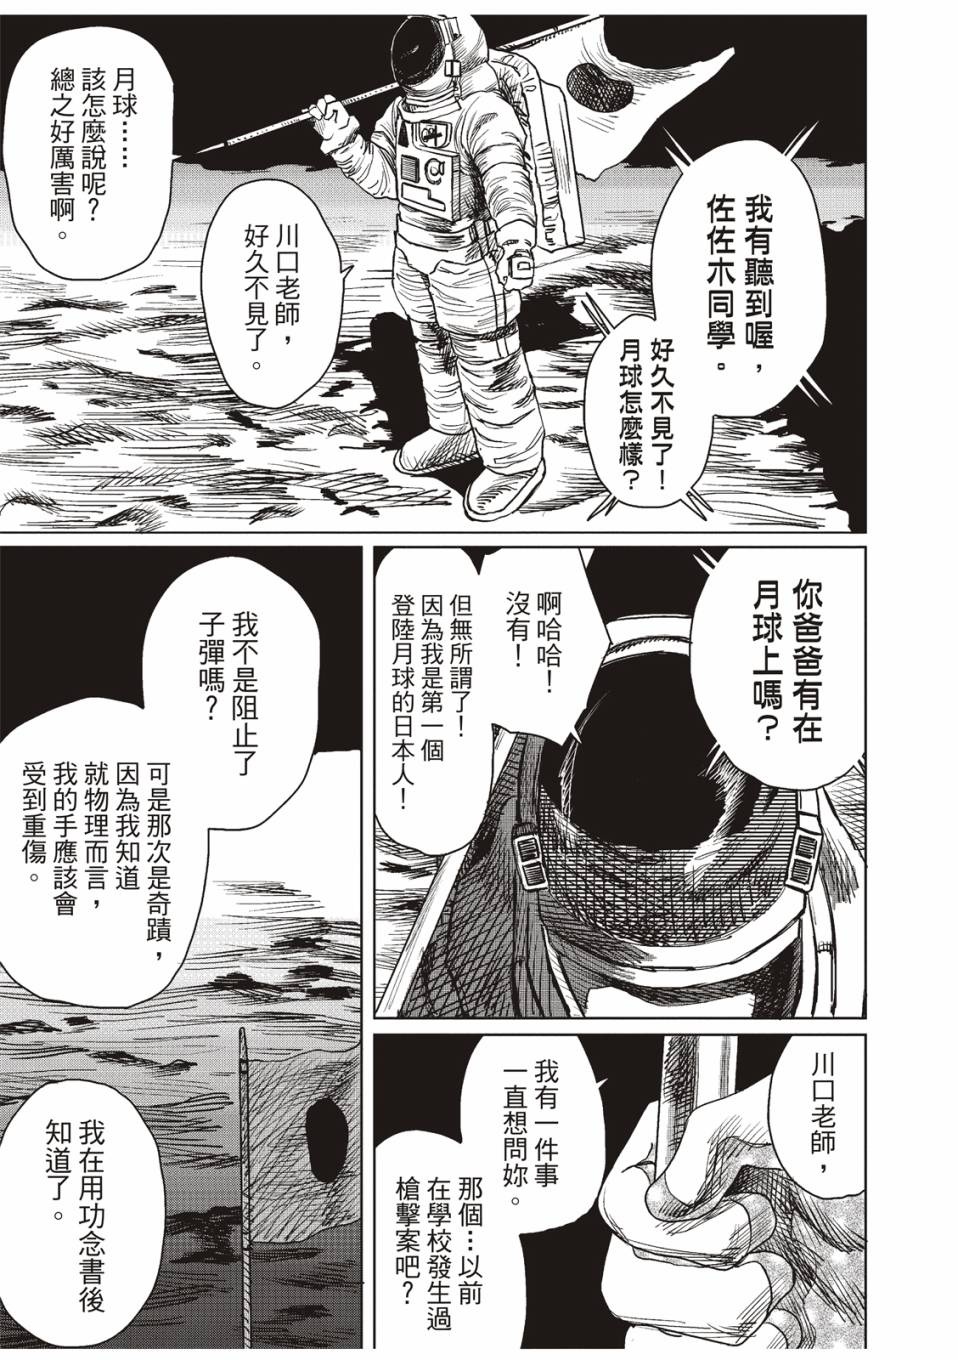 我有聽到喔，
佐佐木同學。
好久不見了！
月球怎麼樣？
川口老師，
好久不見了。
月球……
該怎麼說呢？
總之好厲害啊。
你爸爸有在
月球上嗎？
啊哈哈！
沒有！
但無所謂了！
因為我是第一個
登陸月球的日本人！
川口老師，
我有一件事
一直想問妳。
那個…以前
在學校發生過
槍擊案吧？
我不是阻止了
子彈嗎？
可是那次是奇蹟，
因為我知道
就物理而言，
我的手應該會
受到重傷。
我在用功念書後
知道了。